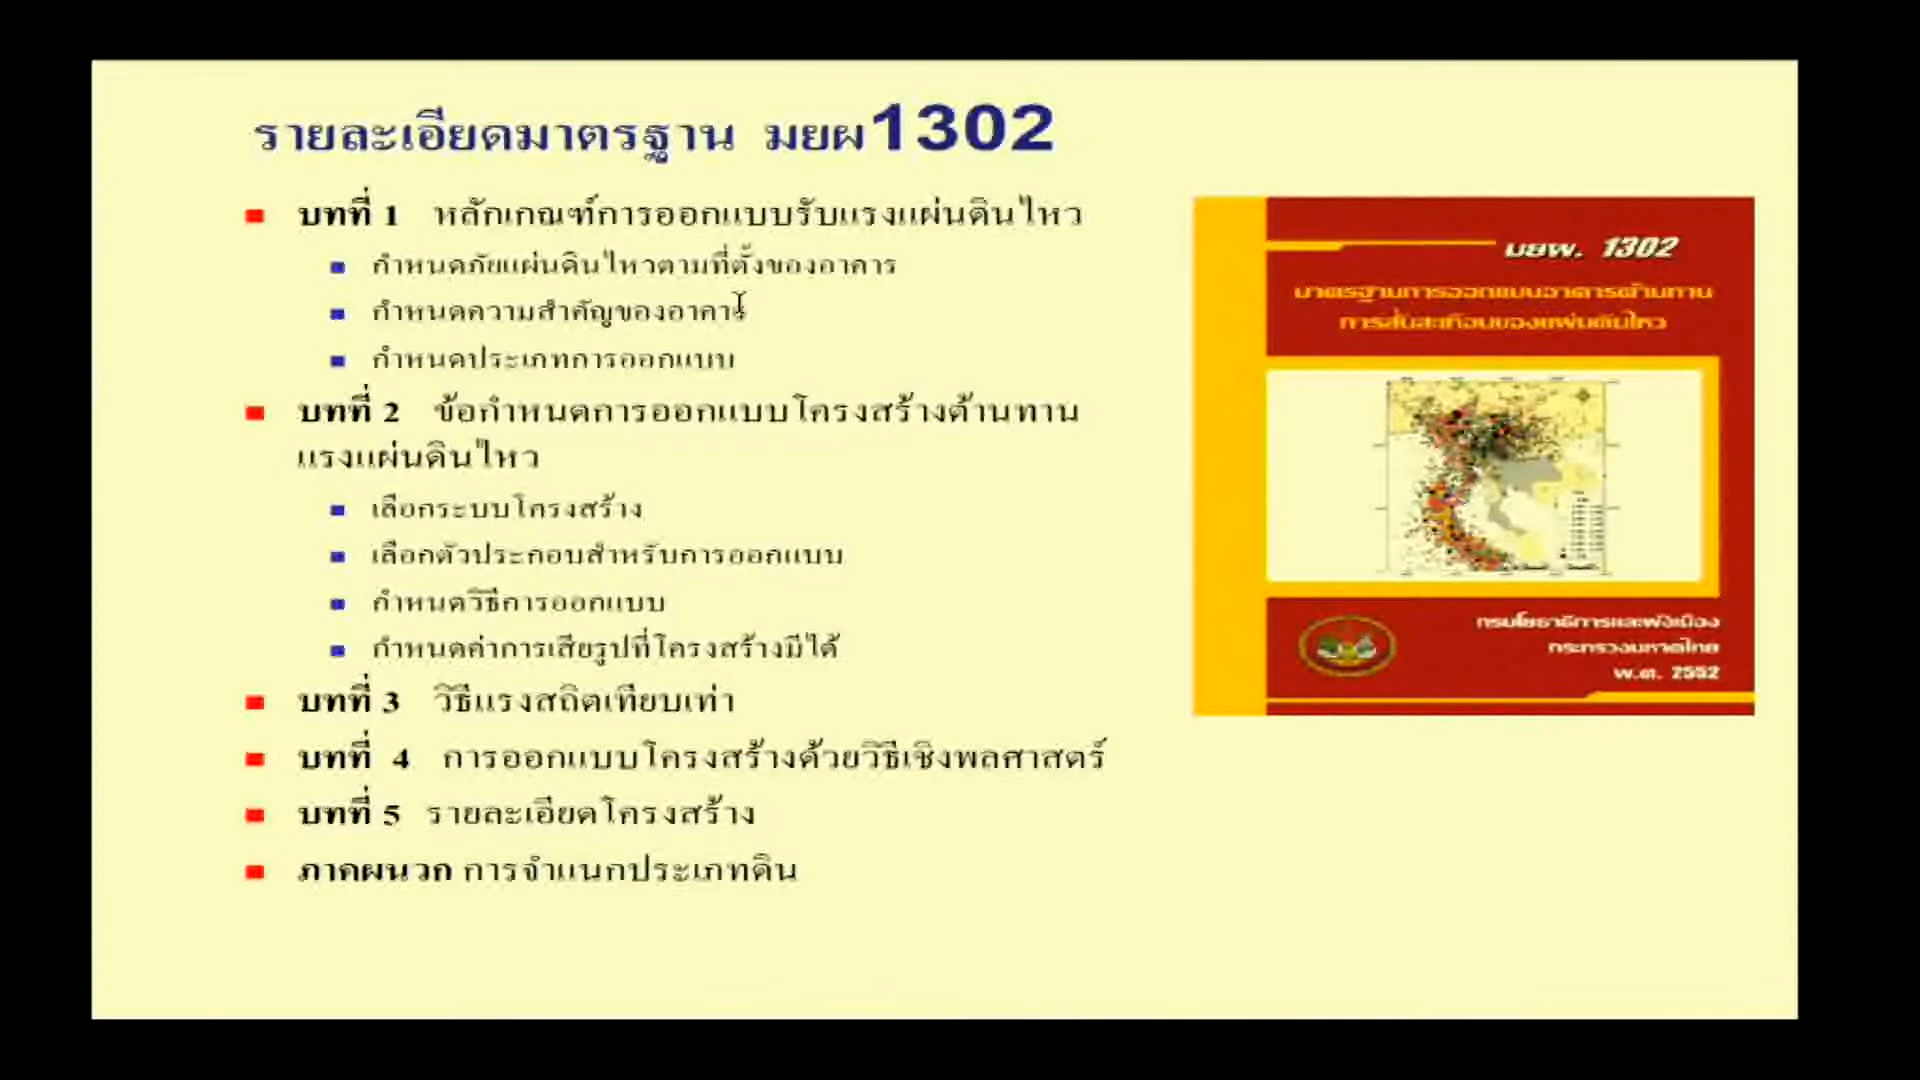 รายละเอียดมาตรฐาน มยผ1302
บทที่ 1 หลักเกณฑ์การออกแบบรับแรงแผ่นดินไหว
กำหนดภัยแผ่นดินไหวตามที่ตั้งของอาคาร
กำหนดความสำคัญของอาคาร
กำหนดประเภทการออกแบบ
บทที่ 2 ข้อกำหนดการออกแบบโครงสร้างต้านทาน
แรงแผ่นดินไหว
เลือกระบบโครงสร้าง
เลือกตัวประกอบสำหรับการออกแบบ
กำหนดวิธีการออกแบบ
กำหนดค่าการเสียรูปที่โครงสร้างมีได้
บทที่ 3 วิธีแรงสถิตเทียบเท่า
บทที่ 4 การออกแบบโครงสร้างด้วยวิธีเชิงพลศาสตร์
บทที่ 5 รายละเอียดโครงสร้าง
ภาคผนวก การจำแนกประเภทดิน
มยผ. 1302
มาตรฐานการออกแบบอาคารต้านทาน
การสั่นสะเทือนของแผ่นดินไหว
กรมโยธาธิการและผังเมือง
กระทรวงมหาดไทย
พ.ศ. 2552